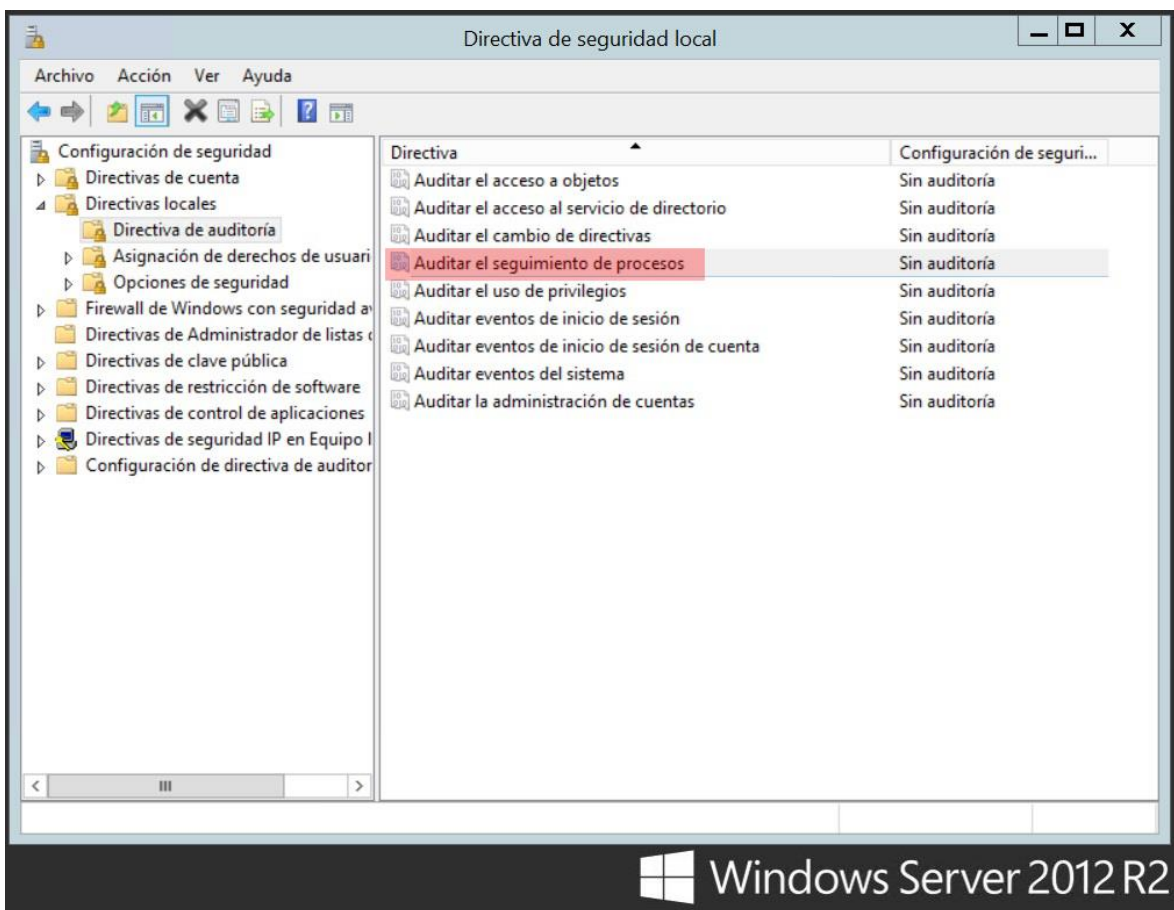 Directiva de seguridad local
Archivo Acción Ver Ayuda
Configuración de seguridad
Directivas de cuenta
Directivas locales
Directiva de auditoría
Asignación de derechos de usuari
Opciones de seguridad
Firewall de Windows con seguridad av
Directivas de Administrador de listas d
Directivas de clave pública
Directivas de restricción de software
Directivas de control de aplicaciones
Directivas de seguridad IP en Equipo l
Configuración de directiva de auditor
Directiva Configuración de seguri...
Auditar el acceso a objetos Sin auditoría
Auditar el acceso al servicio de directorio Sin auditoría
Auditar el cambio de directivas Sin auditoría
Auditar el seguimiento de procesos Sin auditoría
Auditar el uso de privilegios Sin auditoría
Auditar eventos de inicio de sesión Sin auditoría
Auditar eventos de inicio de sesión de cuenta Sin auditoría
Auditar eventos del sistema Sin auditoría
Auditar la administración de cuentas Sin auditoría
Windows Server 2012 R2